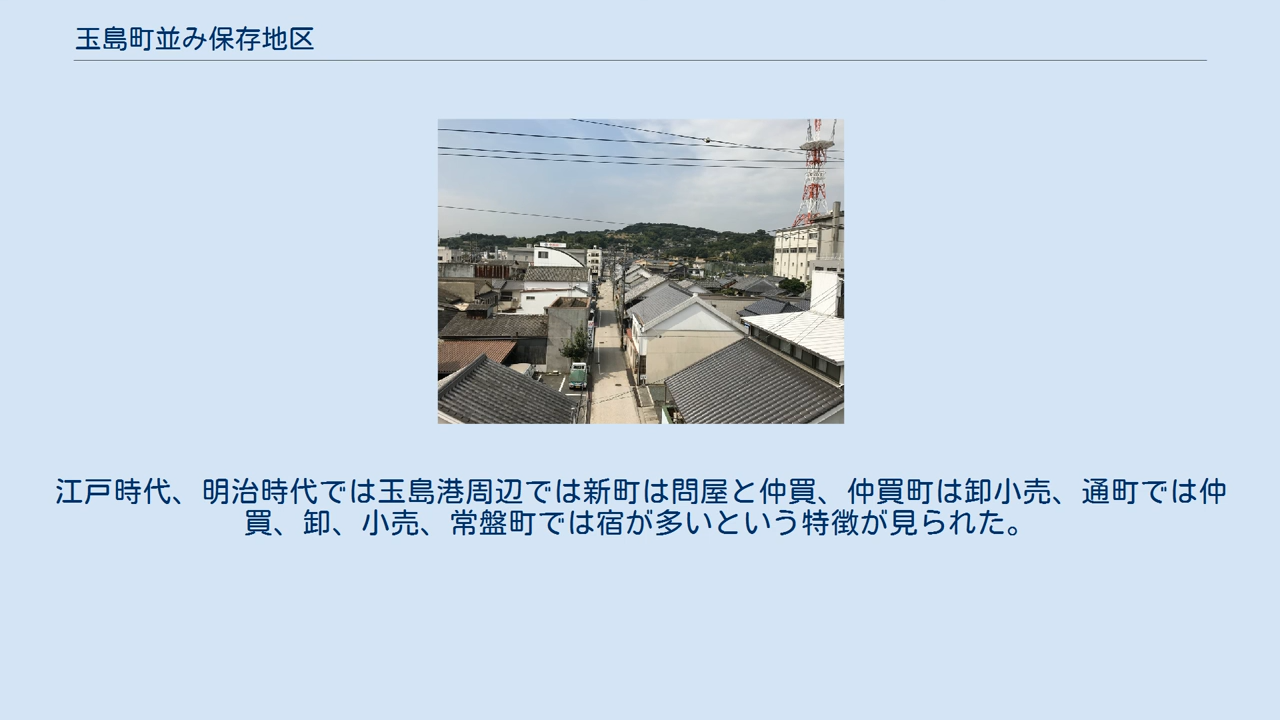 玉島町並み保存地区
江戸時代、明治時代では玉島港周辺では新町は問屋と仲買、仲買町は卸小売、通町では仲
買、卸、小売、常盤町では宿が多いという特徴が見られた。